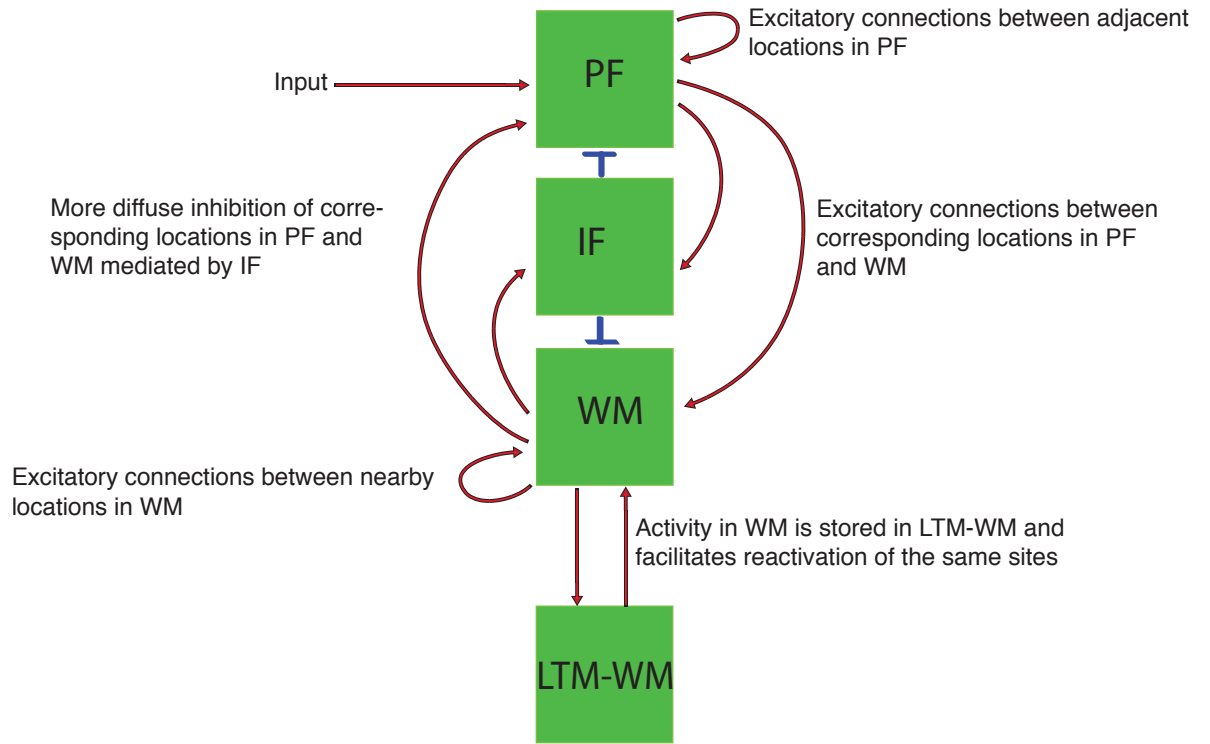 Excitatory connections between adjacent
locations in PF
PF
Input
More diffuse inhibition of corre-
sponding locations in PF and
WM mediated by IF
Excitatory connections between
corresponding locations in PF
and WM
IF
WM
Excitatory connections between nearby
locations in WM
Activity in WM is stored in LTM-WM and
facilitates reactivation of the same sites
LTM-WM